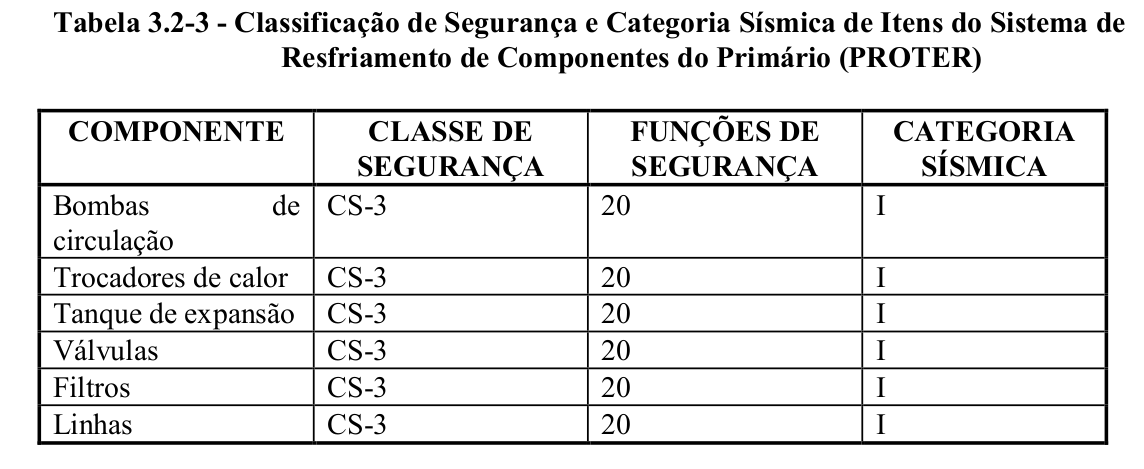 Tabela 3.2-3 - Classificação de Segurança e Categoria Sísmica de Itens do Sistema de
Resfriamento de Componentes do Primário (PROTER)
COMPONENTE CLASSE DE SEGURANÇA FUNÇÕES DE SEGURANÇA CATEGORIA SÍSMICA
Bombas de circulação CS-3 20 I
Trocadores de calor CS-3 20 I
Tanque de expansão CS-3 20 I
Válvulas CS-3 20 I
Filtros CS-3 20 I
Linhas CS-3 20 I